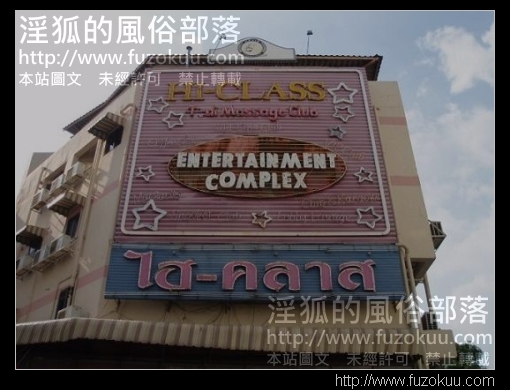 淫狐的風俗部落
http://www.fuzokuu.com/
本站圖文 未經許可 禁止轉載
HI-CLASS
Massage Club
ENTERTAINMENT
COMPLEX
ไฮ-คลาส
淫狐的風俗部落
http://www.fuzokuu.com/
本站圖文 未經許可 禁止轉載
http://www.fuzokuu.com